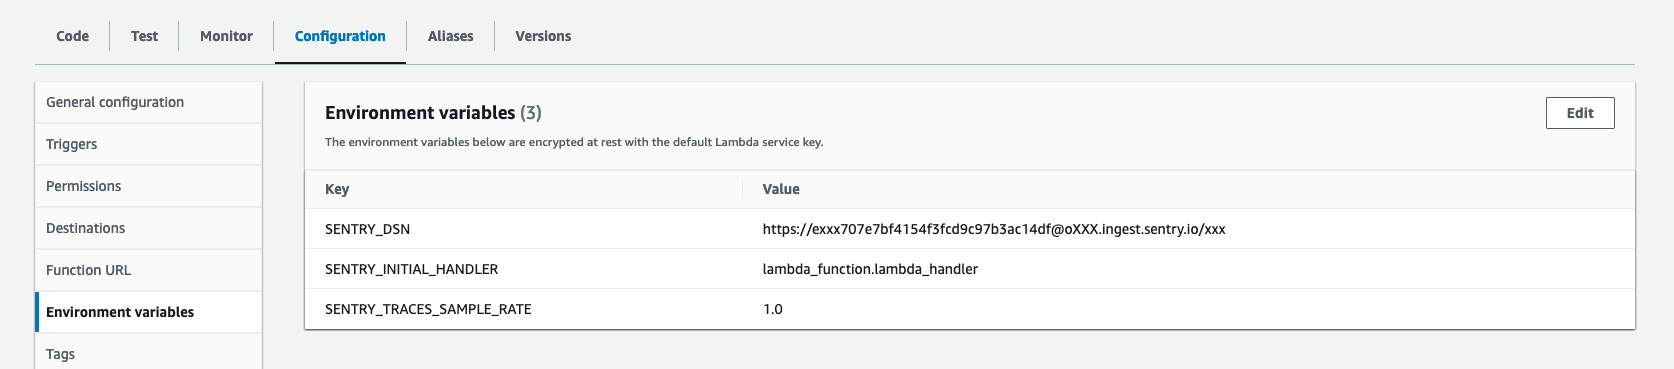 Code Test Monitor Configuration Aliases Versions
General configuration
Triggers
Permissions
Destinations
Function URL
Environment variables
Tags
Environment variables (3)
Edit
The environment variables below are encrypted at rest with the default Lambda service key.
Key Value
SENTRY_DSN https://exxx707e7bf4154f3fcd9c97b3ac14df@oXXX.ingest.sentry.io/xxx
SENTRY_INITIAL_HANDLER lambda_function.lambda_handler
SENTRY_TRACES_SAMPLE_RATE 1.0